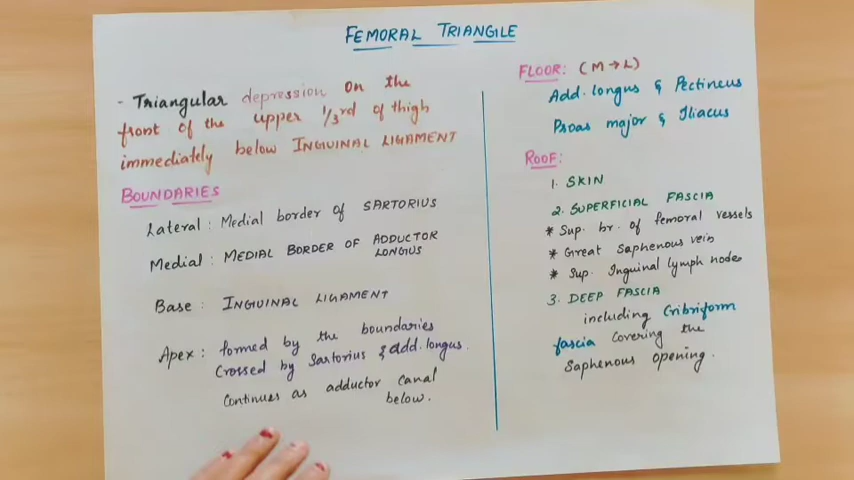 FEMORAL TRIANGLE
- Triangular depression on the
front of the upper 1/3rd of thigh
immediately below INGUINAL LIGAMENT
BOUNDARIES
Lateral : Medial border of SARTORIUS
Medial : MEDIAL BORDER OF ADDUCTOR
LONGUS
Base : INGUINAL LIGAMENT
Apex : formed by the boundaries
Crossed by Sartorius & add. longus.
Continues as adductor canal
below.
FLOOR: (M → L)
Add. longus & Pectineus
Psoas major & Iliacus
ROOF:
1. SKIN
2. SUPERFICIAL FASCIA
* Sup. br. of femoral vessels
* Great Saphenous vein
* Sup. Inguinal lymph nodes
3. DEEP FASCIA
including Cribriform
fascia covering the
Saphenous opening.